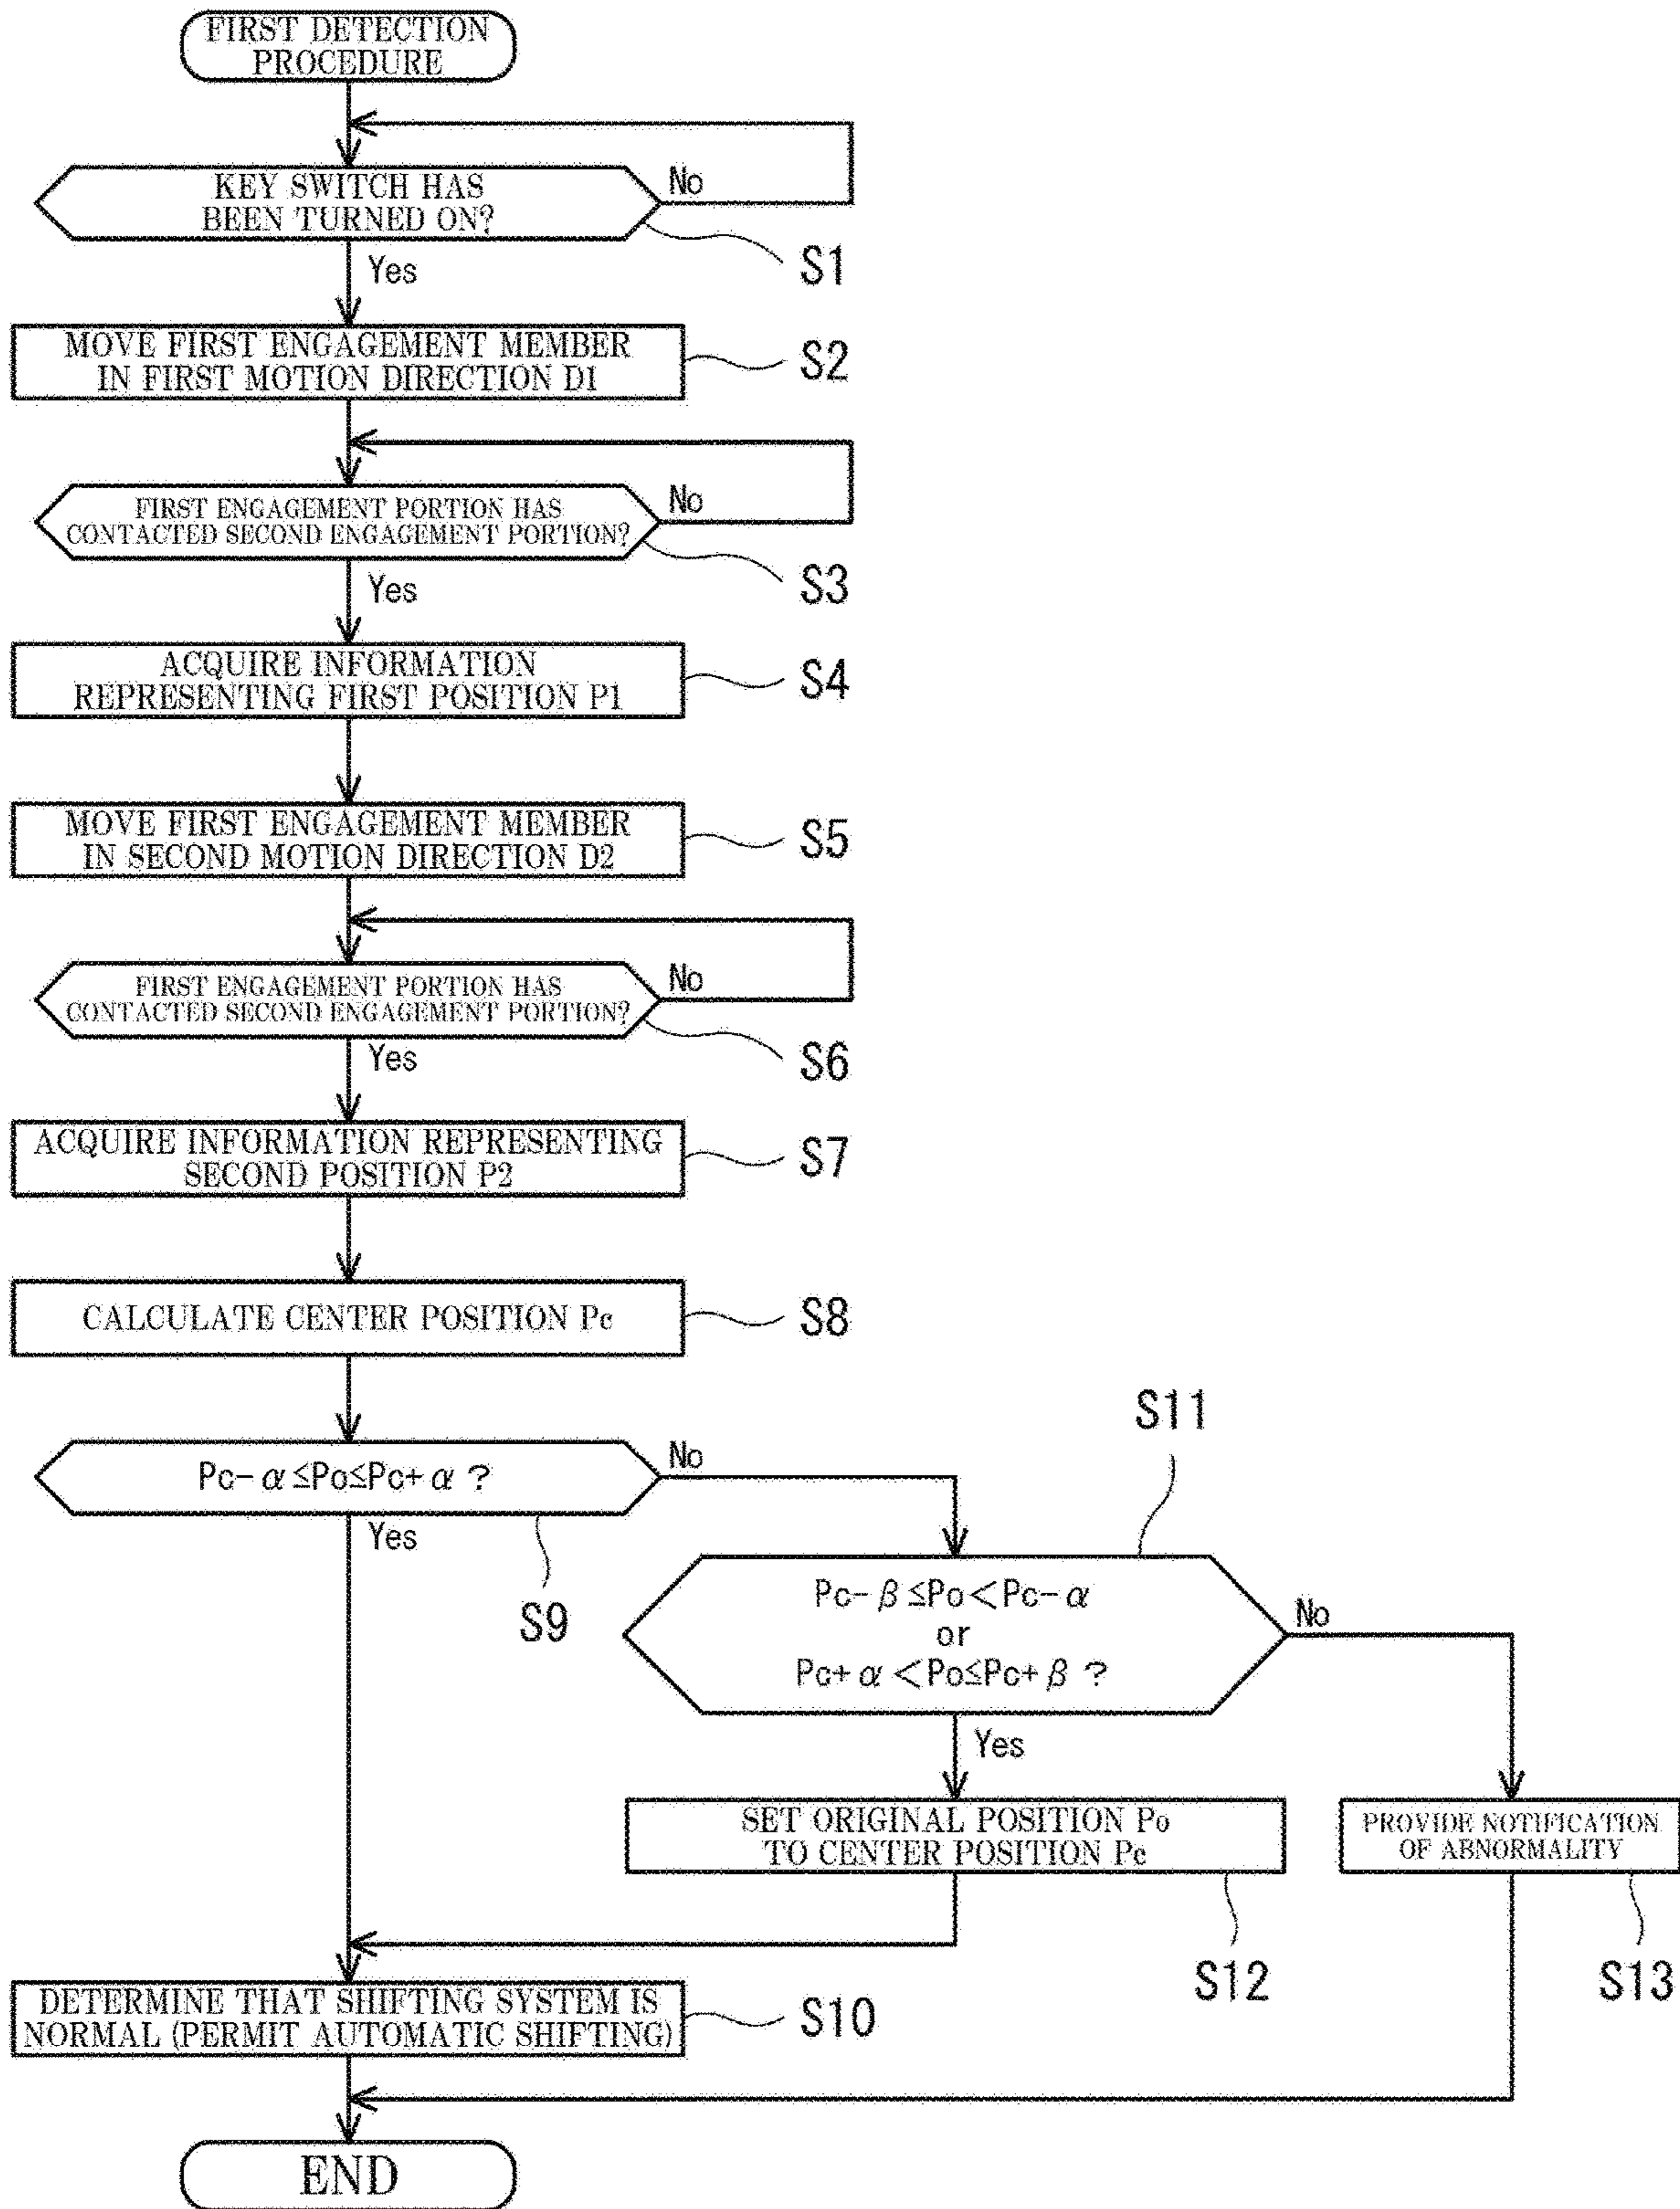 FIRST DETECTION
PROCEDURE
KEY SWITCH HAS
BEEN TURNED ON?
No
S1
Yes
MOVE FIRST ENGAGEMENT MEMBER
IN FIRST MOTION DIRECTION D1
S2
FIRST ENGAGEMENT PORTION HAS
CONTACTED SECOND ENGAGEMENT PORTION?
No
S3
Yes
ACQUIRE INFORMATION
REPRESENTING FIRST POSITION P1
S4
MOVE FIRST ENGAGEMENT MEMBER
IN SECOND MOTION DIRECTION D2
S5
FIRST ENGAGEMENT PORTION HAS
CONTACTED SECOND ENGAGEMENT PORTION?
No
S6
Yes
ACQUIRE INFORMATION REPRESENTING
SECOND POSITION P2
S7
CALCULATE CENTER POSITION Pc
S8
Pc-α≤Po≤Pc+α?
No
Yes
S9
S11
Pc-β≤Po<Pc-α
or
Pc+α<Po≤Pc+β?
No
Yes
SET ORIGINAL POSITION Po
TO CENTER POSITION Pc
S12
PROVIDE NOTIFICATION
OF ABNORMALITY
S13
DETERMINE THAT SHIFTING SYSTEM IS
NORMAL (PERMIT AUTOMATIC SHIFTING)
S10
END